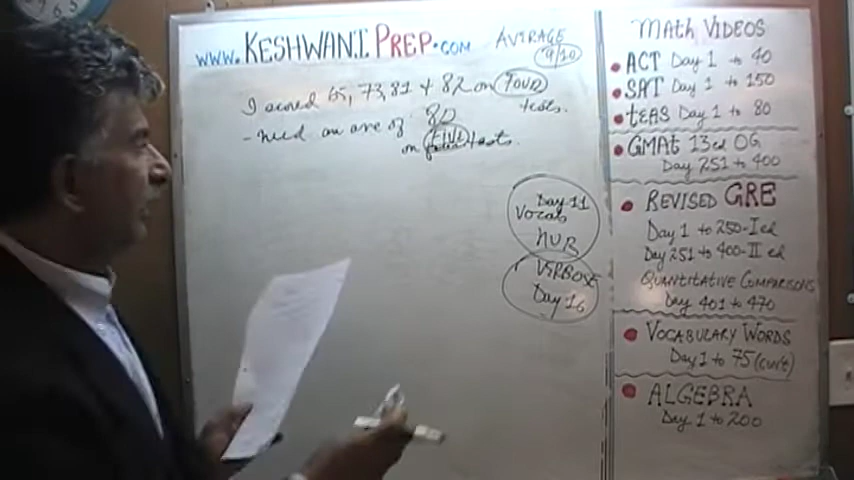 www.KESHWANIPREP.COM
AVERAGE
9/10
I scored 65, 73, 81 + 82 on FOUR
tests.
- need an ave of 80
on FIVE tests.
Day 11
Vocab
HUB
VERBOSE
Day 16
MATH VIDEOS
ACT Day 1 to 40
SAT Day 1 to 150
tEAS Day 1 to 80
GMAt 13ed OG
Day 251 to 400
REVISED GRE
Day 1 to 250-I ed
Day 251 to 400-II ed
QUANTITATIVE COMPARISONS
Day 401 to 470
VOCABULARY WORDS
Day 1 to 75 (cu't)
ALGEBRA
Day 1 to 200